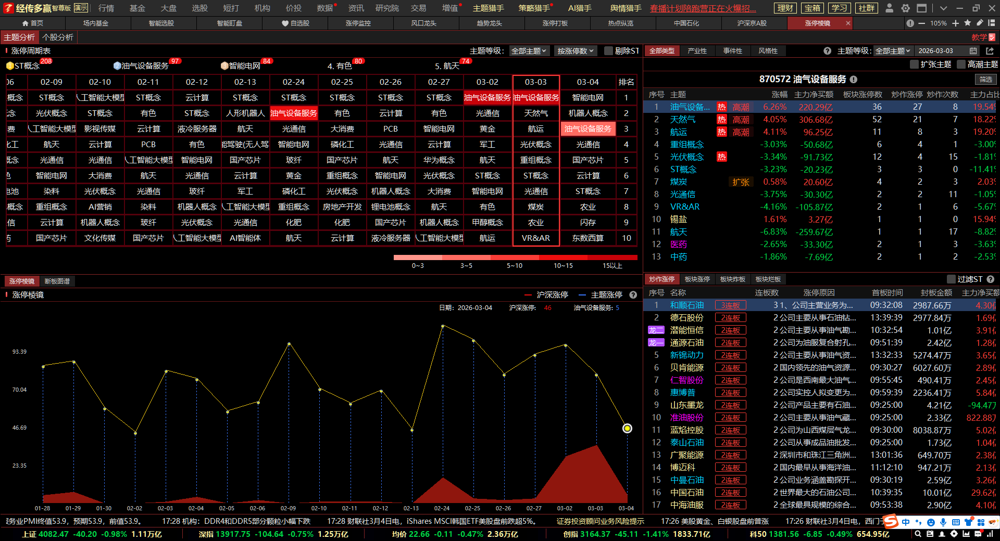 经传多赢 智尊版 演示 行情 基金 大盘 选股 短打 机构 价投 数据 资讯 研究院 交易 增值 主题猎手 策略猎手 AI猎手 舆情猎手 春播计划陪跑营正在火爆招... 理财 宝箱 学习 社群
首页 场内基金 智能选股 智能盯盘 自选股 涨停监控 风口龙头 趋势龙头 涨停打板 热点纵览 中国石化 沪深京A股 涨停棱镜 105%
主题分析 个股分析 教学
涨停周期表 主题等级: 全部主题 按涨停数 剔除ST
1 ST概念 208 2 油气设备服务 97 3 智能电网 84 4. 有色 80 5. 航天 74
06 02-09 02-10 02-11 02-12 02-13 02-24 02-25 02-26 02-27 03-02 03-03 03-04 排名
概念 ST概念 人工智能大模型 ST概念 云计算 ST概念 ST概念 ST概念 ST概念 ST概念 油气设备服务 油气设备服务 智能电网 1
念 光伏概念 ST概念 有色 ST概念 人形机器人 油气设备服务 有色 云计算 有色 光通信 天然气 机器人概念 2
费 人工智能大模型 影视传媒 云计算 液冷服务器 航天 光通信 大消费 PCB 智能电网 黄金 航运 油气设备服务 3
化工 航天 云计算 PCB 有色 能驾驶(无人驾 智能电网 磷化工 光通信 云计算 军工 光伏概念 光通信 4
概念 光通信 光通信 人工智能大模型 智能电网 国产芯片 玻纤 国产芯片 航天 华为概念 航天 重组概念 国产芯片 5
色 智能电网 大消费 航天 光通信 云计算 黄金 重组概念 智能电网 光伏概念 ST概念 ST概念 云计算 6
电池 染料 光伏概念 光通信 玻纤 军工 磷化工 光伏概念 机器人概念 大消费 智能电网 光通信 ST概念 7
概念 重组概念 AI营销 染料 机器人概念 人工智能大模型 重组概念 房地产开发 锂电池概念 航天 有色 煤炭 农业 8
信 云计算 机器人概念 玻纤 光伏概念 光通信 化肥 化肥 国产芯片 机器人概念 甲醇概念 农业 闪存 9
药 国产芯片 文化传媒 国产芯片 人工智能大模型 AI智能体 航天 云计算 液冷服务器 人工智能大模型 航运 VR&AR 东数西算 10
0~3 3~5 5~10 10~15 15以上
涨停棱镜 断板图谱
涨停棱镜 沪深涨停 主题涨停
日期: 2026-03-04 沪深涨停: 46 油气设备服务: 5
93.39
70.04
46.69
23.35
01-28 01-29 01-30 02-02 02-03 02-04 02-05 02-06 02-09 02-10 02-11 02-12 02-13 02-24 02-25 02-26 02-27 03-02 03-03 03-04
全部类型 产业性 事件性 风格性 主题等级: 全部主题 2026-03-03
扩张主题 高潮主题
870572 油气设备服务 筛选
序号 主题 涨幅 主力净买额 板块涨停数 炒作涨停 炒作次数 主力占比
1 油气设备... 热 高潮 6.26% 220.29亿 36 27 8 19.54%
2 天然气 热 高潮 4.05% 306.68亿 52 21 7 18.22%
3 航运 热 高潮 4.11% 96.25亿 11 8 3 19.20%
4 重组概念 -3.03% -50.68亿 6 4 1 -3.00%
5 光伏概念 热 -3.34% -91.73亿 12 4 15 -1.81%
6 ST概念 -3.23% -20.23亿 3 3 0 -11.41%
7 煤炭 扩张 0.58% 20.60亿 4 2 3 2.03%
8 光通信 -3.75% -30.30亿 2 2 11 -1.05%
9 VR&AR -4.16% -105.87亿 2 1 6 -5.67%
10 锡盐 1.61% 3.27亿 1 1 0 15.94%
11 航天 -6.83% -259.67亿 1 1 17 -8.82%
12 医药 -2.65% -33.30亿 2 1 3 -3.63%
13 中药 -1.86% -7.69亿 2 1 2 -2.53%
炒作涨停 板块涨停 板块炸板 板块烂板 过滤ST
序号 名称 连板数 涨停原因 首板时间 封板金额 主力净买额
1 和顺石油 3连板 3 1、公司主营业务为... 09:32:08 2987.66万 4.30亿
2 德石股份 2连板 2 公司主要从事石油钻... 13:39:39 2977.84万 1.69亿
龙二 潜能恒信 2连板 2 公司主要从事油气勘... 10:32:54 1.01亿 3.91亿
龙一 通源石油 2连板 2 公司为油服复合射孔... 09:51:39 2.42亿 1.28亿
5 新锦动力 2连板 2 公司主要从事油气资... 13:32:33 5274.47万 3.65亿
6 贝肯能源 2连板 2 国内领先的油气资源... 09:30:27 6027.60万 2.89亿
7 仁智股份 2连板 2 公司是西南最大油气... 09:55:45 490.41万 2.45亿
8 惠博普 2连板 2 公司实控人拟变更为... 09:59:39 2236.41万 5.84亿
9 山东墨龙 2连板 2 公司产品主要有石油... 09:25:00 4.21亿 -94.47万
10 准油股份 2连板 2 公司主要从事油气藏... 09:25:00 2.33亿 822.88万
11 蓝焰控股 2连板 2 公司为山西煤层气龙... 09:30:00 8038.87万 5.02亿
12 泰山石油 2连板 2 公司从事成品油批发... 09:25:00 1.73亿 1.04亿
13 广聚能源 2连板 2 深圳市和珠江三角洲... 13:01:36 649.70万 2.38亿
14 博迈科 2连板 2 国内最早从事海洋油... 11:12:10 947.21万 2.13亿
15 中曼石油 2连板 2 公司业务涵盖勘探开... 09:30:19 2.59亿 3.26亿
16 中国石油 2连板 2 世界最大的石油公司... 10:39:35 10.01亿 29.62亿
17 中海油服 2连板 2 全球最具规模的综合... 09:53:38 2.90亿 4.10亿
务业PMI终值53.9，预期53.9，前值53.9。 17:28 机构：DDR4和DDR5部分颗粒小幅下跌 17:28 财联社3月4日电，iShares MSCI韩国ETF美股盘前跌超5%。 证券投资顾问业务风险提示 17:26 美股黄金、白银股盘前普涨 17:26 财联社3月4日电，西门子 中
上证 4082.47 -40.20 -0.98% 1.11万亿 深指 13917.75 -104.64 -0.75% 1.25万亿 均价 22.66 -0.11 -0.47% 2.36万亿 创指 3164.37 -45.11 -1.41% 1833.71亿 科50 1381.56 -6.85 -0.49% 654.95亿